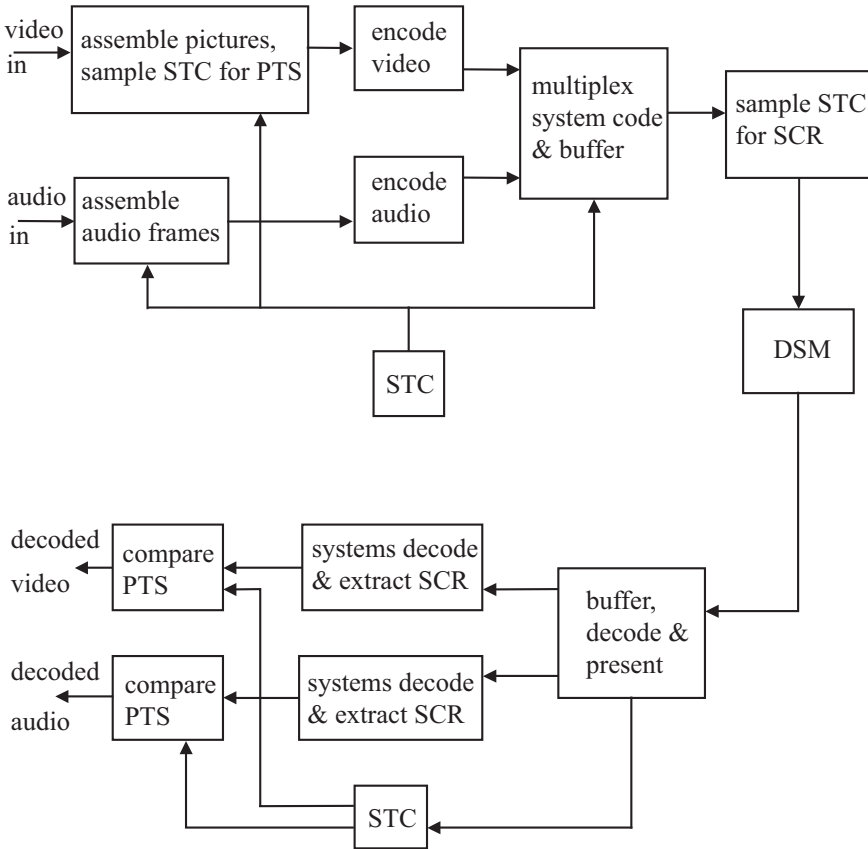 video
in
assemble pictures,
sample STC for PTS
encode
video
multiplex
system code
& buffer
sample STC
for SCR
audio
in
assemble
audio frames
encode
audio
STC
DSM
decoded
video
compare
PTS
systems decode
& extract SCR
buffer,
decode &
present
decoded
audio
compare
PTS
systems decode
& extract SCR
STC